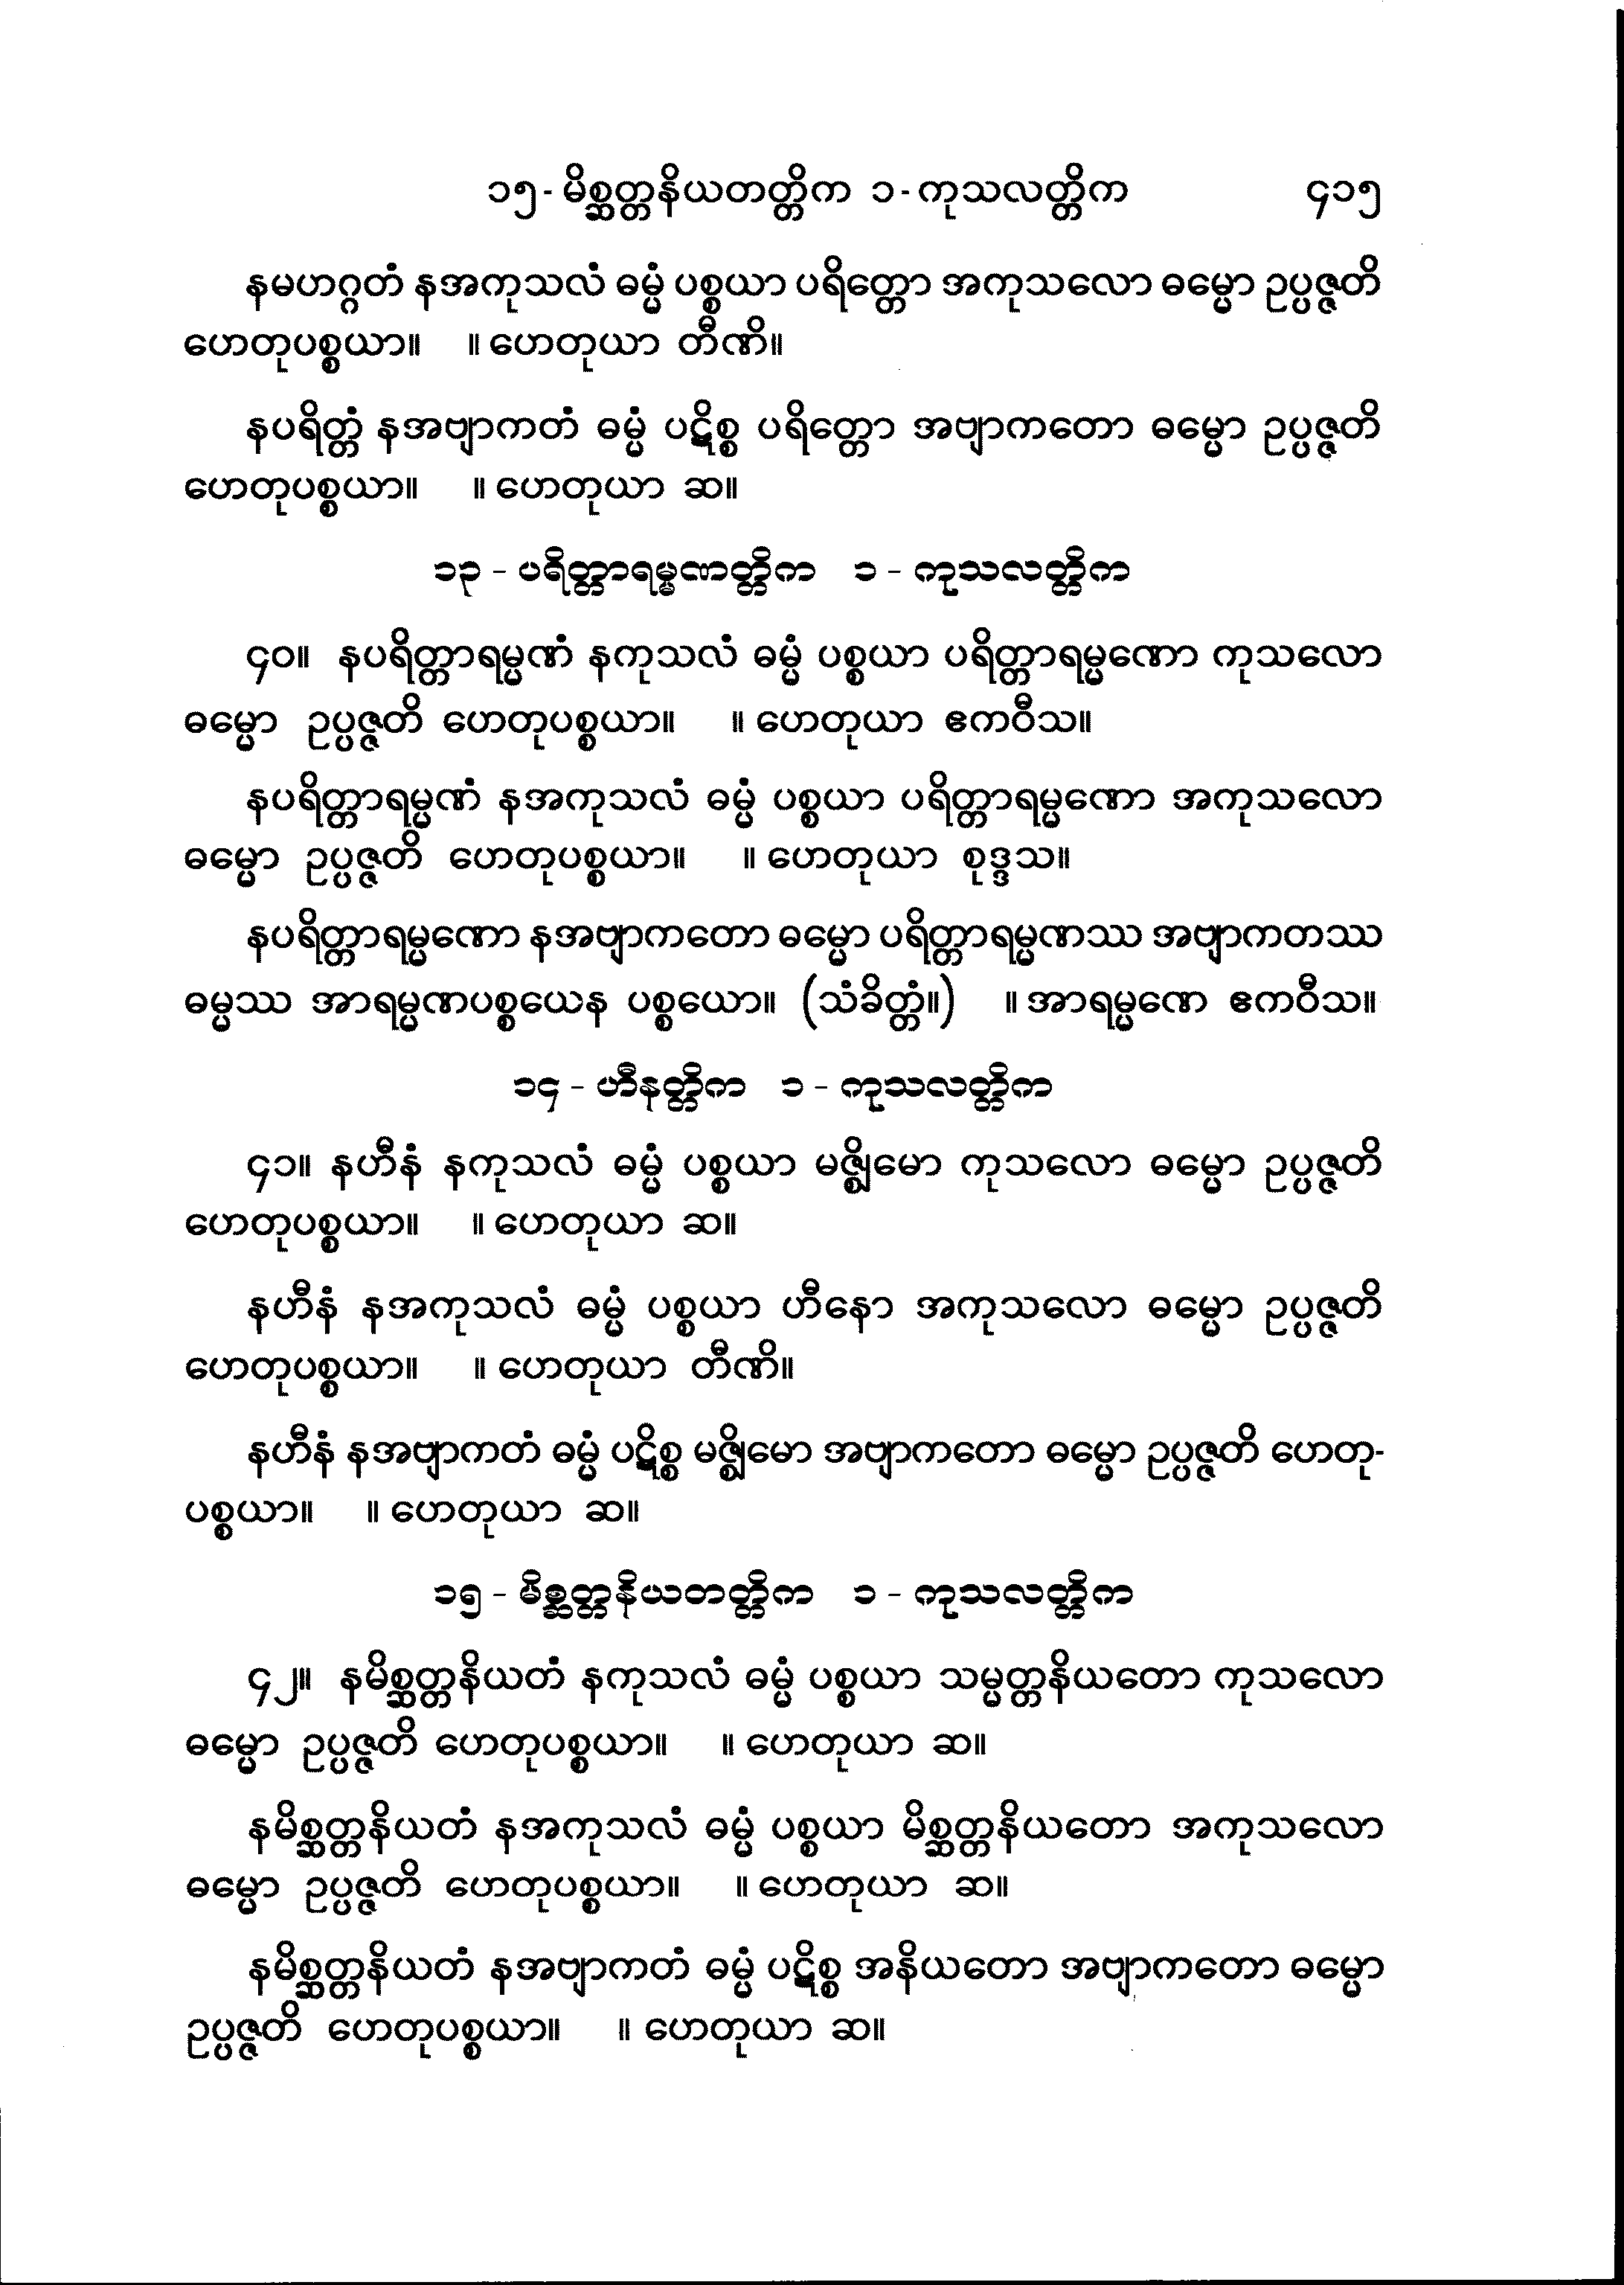 ၁၅-မိစ္ဆတ္တနိယတတ္တိက ၁-ကုသလတ္တိက ၄၁၅
နမဟဂ္ဂတံ နအကုသလံ ဓမ္မံ ပစ္စယာ ပရိတ္တော အကုသလော ဓမ္မော ဥပ္ပဇ္ဇတိ
ဟေတုပစ္စယာ။ ။ ဟေတုယာ တီဏိ။
နပရိတ္တံ နအဗျာကတံ ဓမ္မံ ပဋိစ္စ ပရိတ္တော အဗျာကတော ဓမ္မော ဥပ္ပဇ္ဇတိ
ဟေတုပစ္စယာ။ ။ ဟေတုယာ ဆ။
၁၃ - ပရိတ္တာရမ္မဏတ္တိက ၁ - ကုသလတ္တိက
၄၀။ နပရိတ္တာရမ္မဏံ နကုသလံ ဓမ္မံ ပစ္စယာ ပရိတ္တာရမ္မဏော ကုသလော
ဓမ္မော ဥပ္ပဇ္ဇတိ ဟေတုပစ္စယာ။ ။ ဟေတုယာ ဧကဝီသ။
နပရိတ္တာရမ္မဏံ နအကုသလံ ဓမ္မံ ပစ္စယာ ပရိတ္တာရမ္မဏော အကုသလော
ဓမ္မော ဥပ္ပဇ္ဇတိ ဟေတုပစ္စယာ။ ။ ဟေတုယာ စုဒ္ဒသ။
နပရိတ္တာရမ္မဏော နအဗျာကတော ဓမ္မော ပရိတ္တာရမ္မဏဿ အဗျာကတဿ
ဓမ္မဿ အာရမ္မဏပစ္စယေန ပစ္စယော။ (သံခိတ္တံ။) ။ အာရမ္မဏေ ဧကဝီသ။
၁၄ - ဟီနတ္တိက ၁ - ကုသလတ္တိက
၄၁။ နဟီနံ နကုသလံ ဓမ္မံ ပစ္စယာ မဇ္ဈိမော ကုသလော ဓမ္မော ဥပ္ပဇ္ဇတိ
ဟေတုပစ္စယာ။ ။ ဟေတုယာ ဆ။
နဟီနံ နအကုသလံ ဓမ္မံ ပစ္စယာ ဟီနော အကုသလော ဓမ္မော ဥပ္ပဇ္ဇတိ
ဟေတုပစ္စယာ။ ။ ဟေတုယာ တီဏိ။
နဟီနံ နအဗျာကတံ ဓမ္မံ ပဋိစ္စ မဇ္ဈိမော အဗျာကတော ဓမ္မော ဥပ္ပဇ္ဇတိ ဟေတု-
ပစ္စယာ။ ။ ဟေတုယာ ဆ။
၁၅ - မိစ္ဆတ္တနိယတတ္တိက ၁ - ကုသလတ္တိက
၄၂။ နမိစ္ဆတ္တနိယတံ နကုသလံ ဓမ္မံ ပစ္စယာ သမ္မတ္တနိယတော ကုသလော
ဓမ္မော ဥပ္ပဇ္ဇတိ ဟေတုပစ္စယာ။ ။ ဟေတုယာ ဆ။
နမိစ္ဆတ္တနိယတံ နအကုသလံ ဓမ္မံ ပစ္စယာ မိစ္ဆတ္တနိယတော အကုသလော
ဓမ္မော ဥပ္ပဇ္ဇတိ ဟေတုပစ္စယာ။ ။ ဟေတုယာ ဆ။
နမိစ္ဆတ္တနိယတံ နအဗျာကတံ ဓမ္မံ ပဋိစ္စ အနိယတော အဗျာကတော ဓမ္မော
ဥပ္ပဇ္ဇတိ ဟေတုပစ္စယာ။ ။ ဟေတုယာ ဆ။